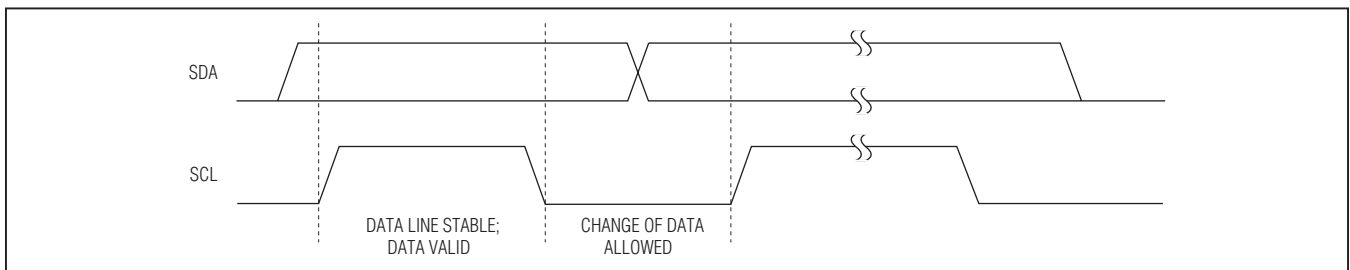 SDA
SCL
DATA LINE STABLE;
DATA VALID
CHANGE OF DATA
ALLOWED